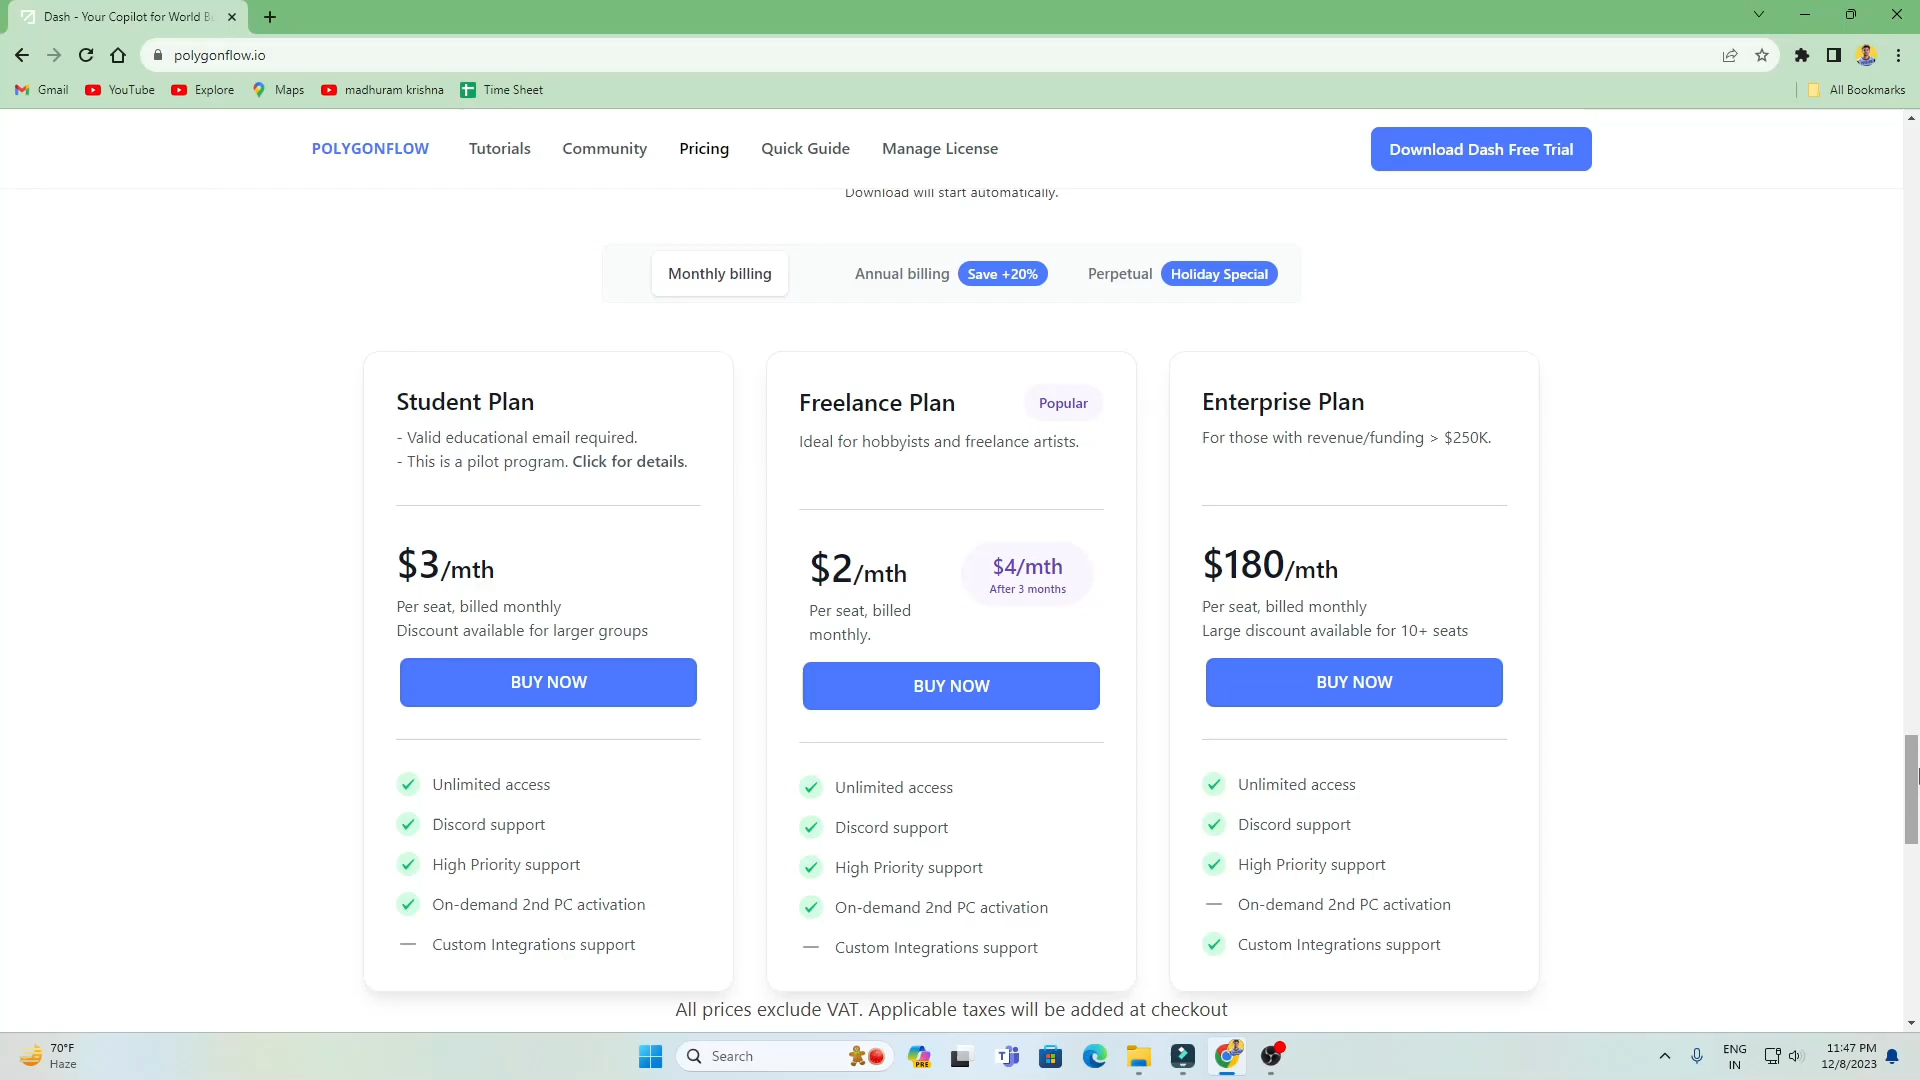 Dash - Your Copilot for World B
polygonflow.io
Gmail YouTube Explore Maps madhuram krishna Time Sheet All Bookmarks
POLYGONFLOW Tutorials Community Pricing Quick Guide Manage License Download Dash Free Trial
Download will start automatically.
Monthly billing Annual billing Save +20% Perpetual Holiday Special
Student Plan
- Valid educational email required.
- This is a pilot program. Click for details.
$3/mth
Per seat, billed monthly
Discount available for larger groups
BUY NOW
Unlimited access
Discord support
High Priority support
On-demand 2nd PC activation
Custom Integrations support
Freelance Plan Popular
Ideal for hobbyists and freelance artists.
$2/mth $4/mth
After 3 months
Per seat, billed
monthly.
BUY NOW
Unlimited access
Discord support
High Priority support
On-demand 2nd PC activation
Custom Integrations support
Enterprise Plan
For those with revenue/funding > $250K.
$180/mth
Per seat, billed monthly
Large discount available for 10+ seats
BUY NOW
Unlimited access
Discord support
High Priority support
On-demand 2nd PC activation
Custom Integrations support
All prices exclude VAT. Applicable taxes will be added at checkout
70°F
Haze
Search
PRE
ENG
IN
11:47 PM
12/8/2023